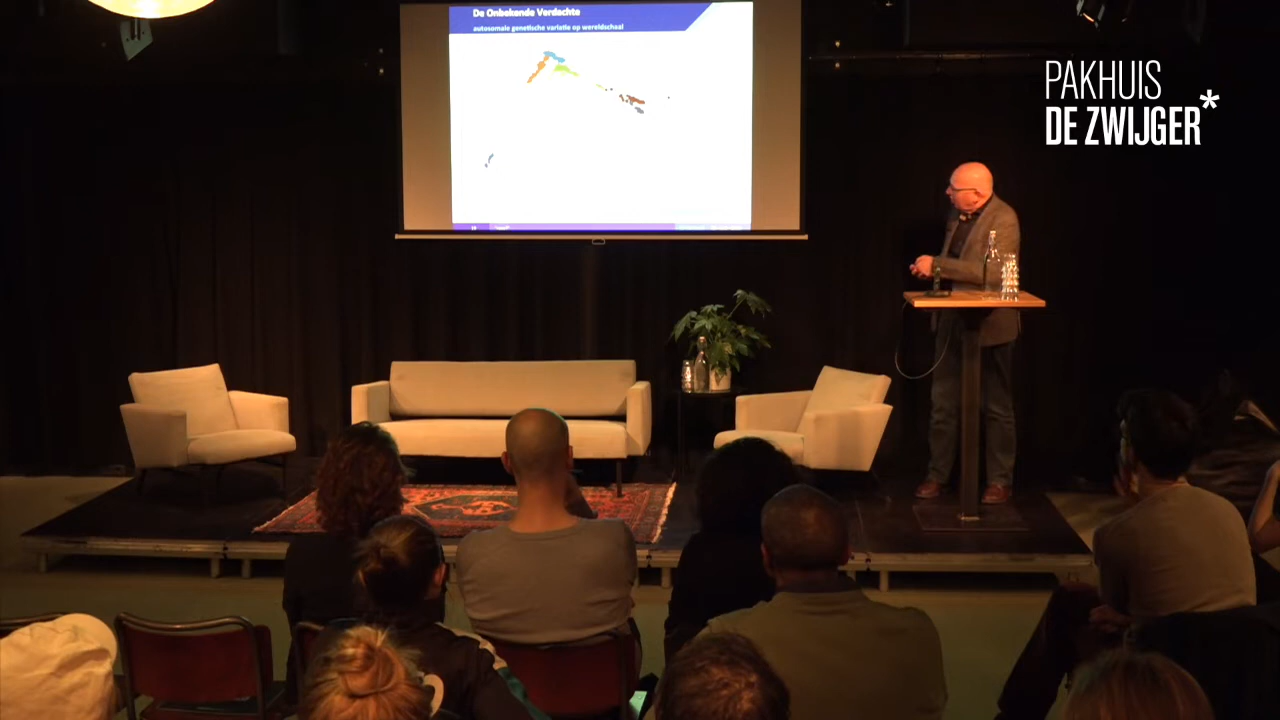 De Onbekende Verdachte
autosomale genetische variatie op wereldschaal
PAKHUIS
DE ZWIJGER*